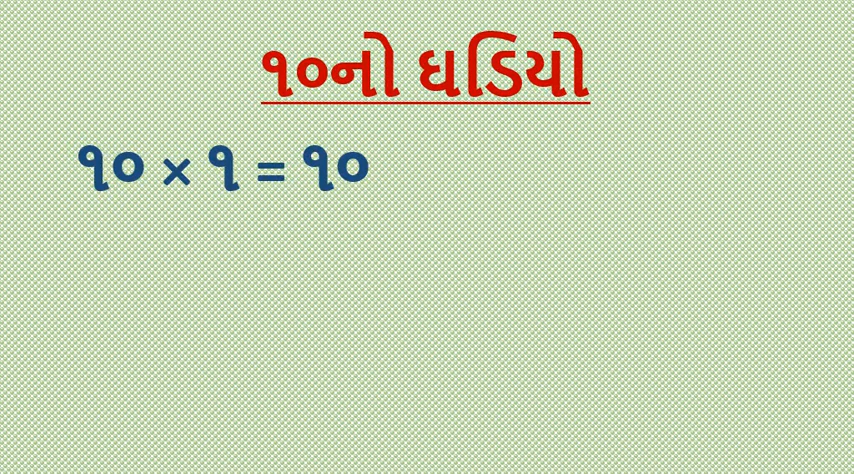 ૧૦નો ઘડિયો
૧૦ × ૧ = ૧૦